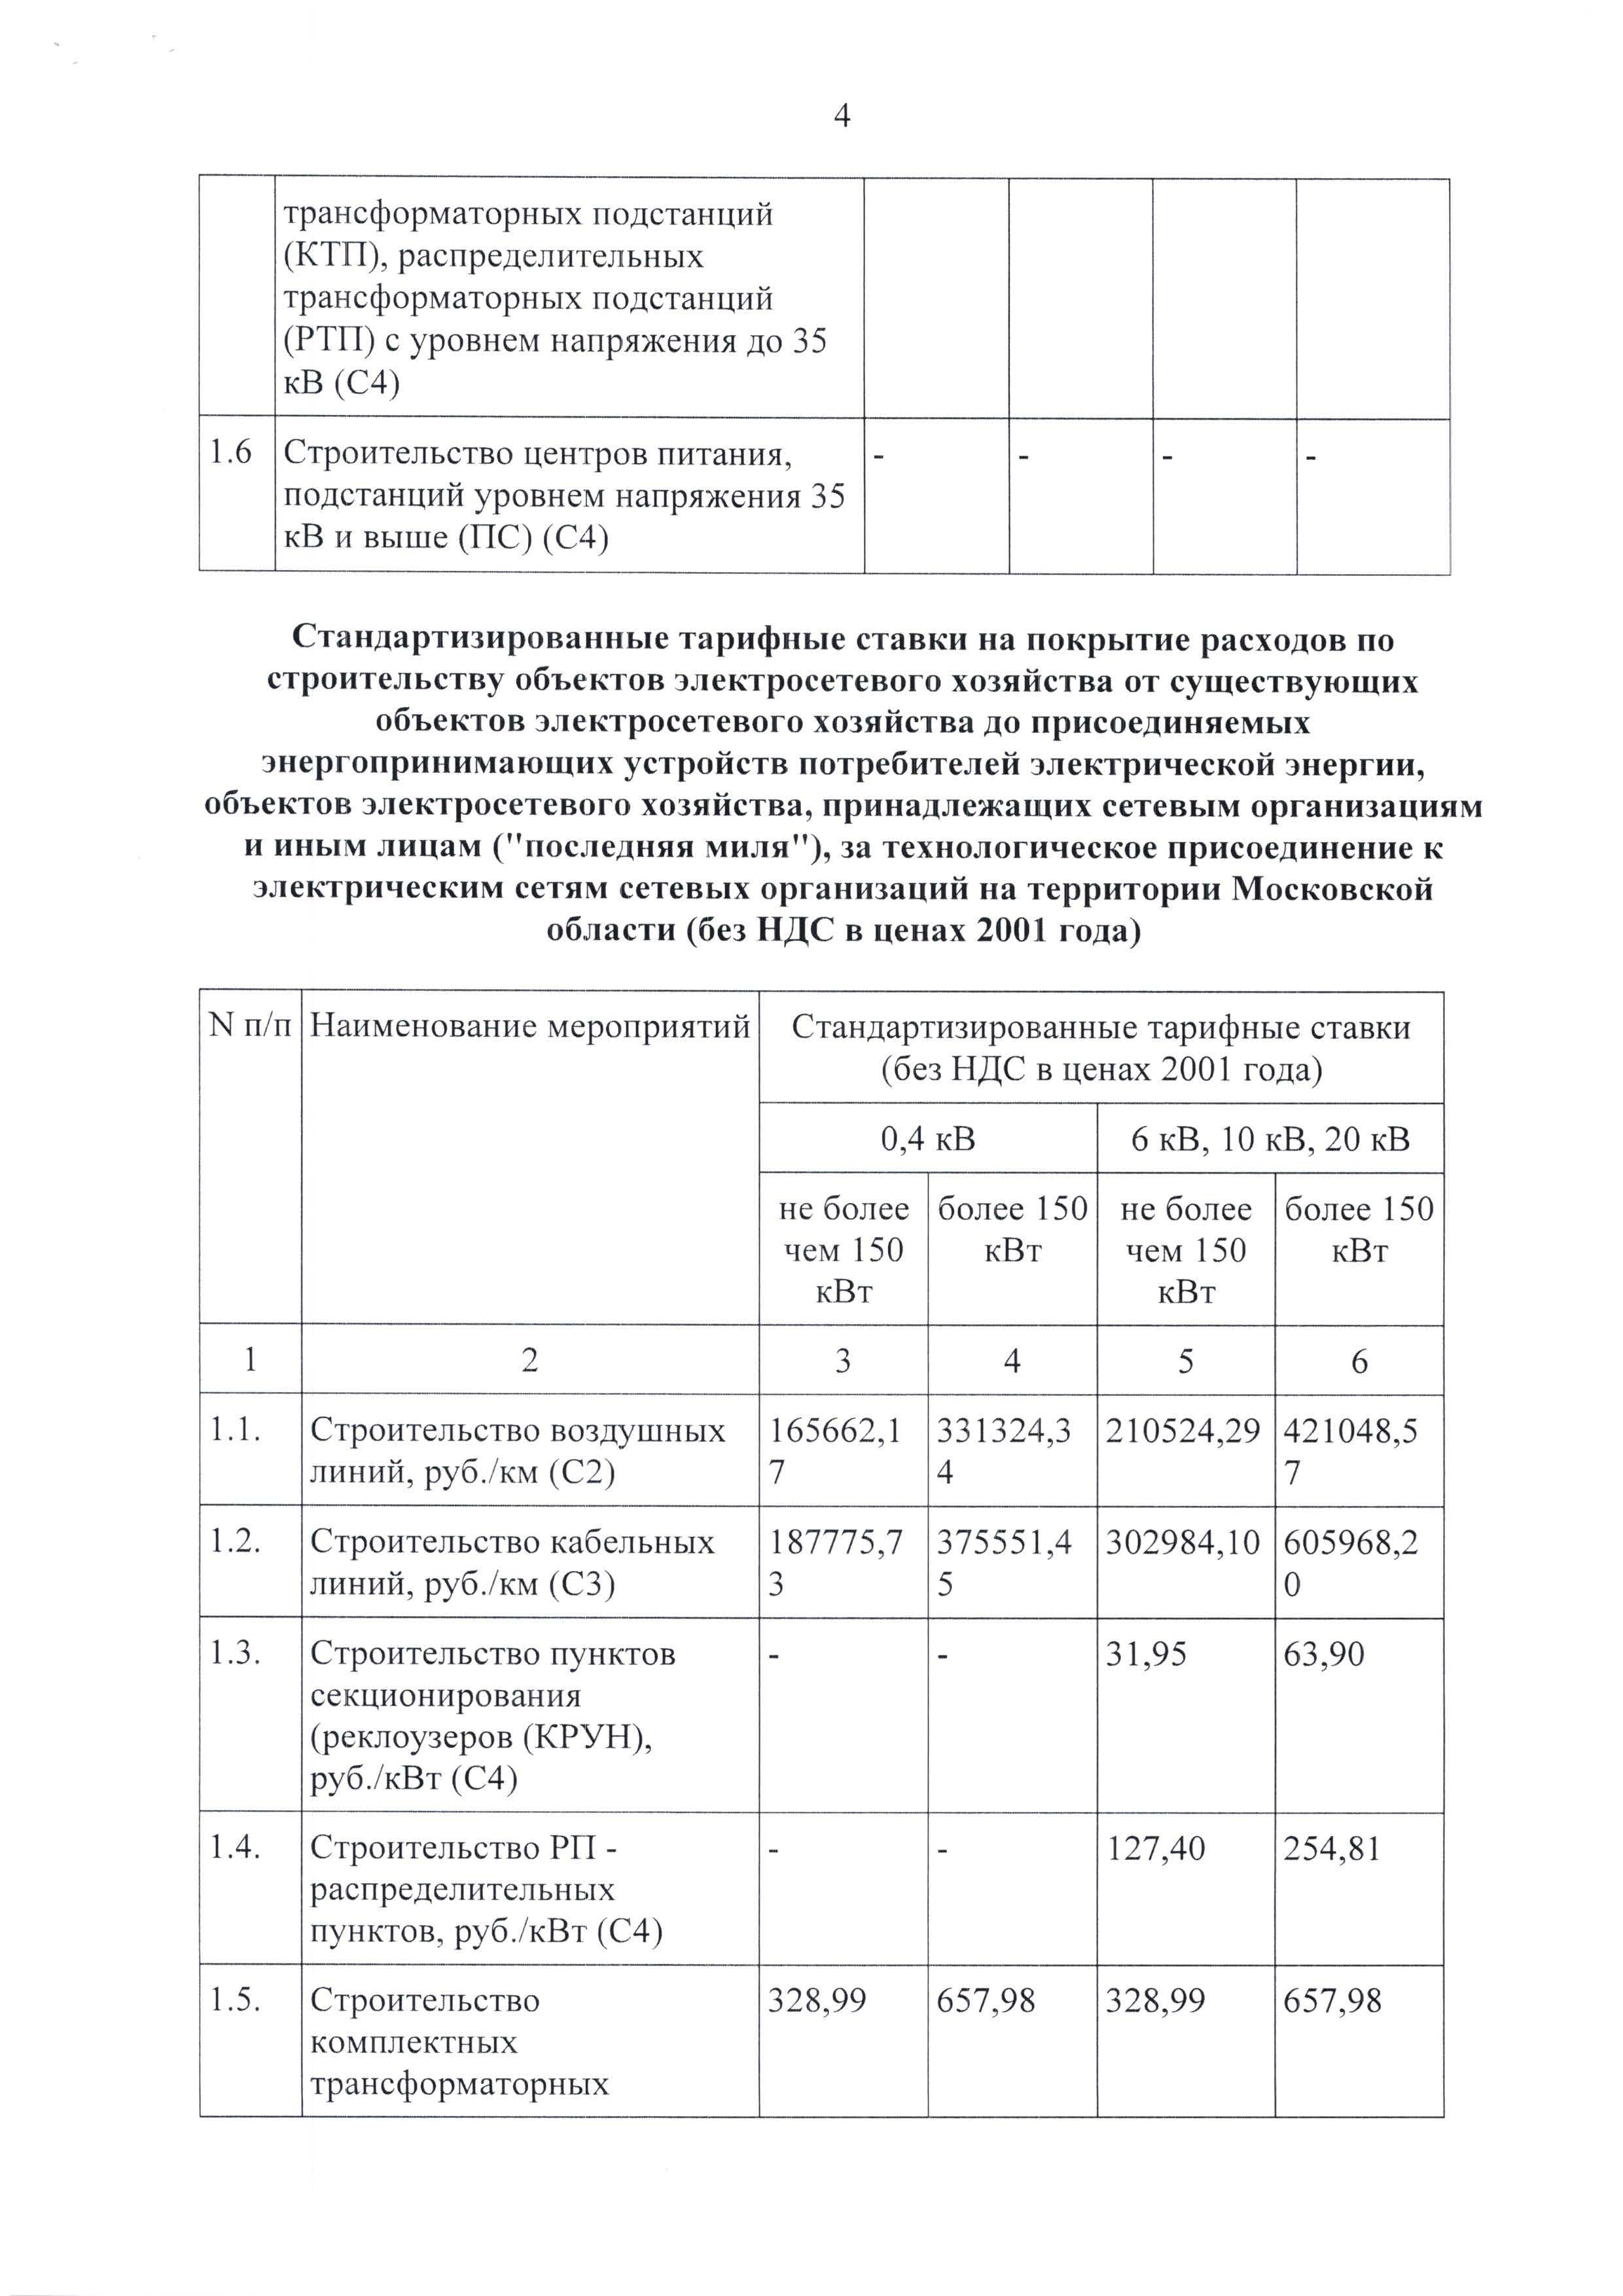 4
трансформаторных подстанций
(КТП), распределительных
трансформаторных подстанций
(РТП) с уровнем напряжения до 35
кВ (С4)
1.6 Строительство центров питания, - - - -
подстанций уровнем напряжения 35
кВ и выше (ПС) (С4)
Стандартизированные тарифные ставки на покрытие расходов по
строительству объектов электросетевого хозяйства от существующих
объектов электросетевого хозяйства до присоединяемых
энергопринимающих устройств потребителей электрической энергии,
объектов электросетевого хозяйства, принадлежащих сетевым организациям
и иным лицам ("последняя миля"), за технологическое присоединение к
электрическим сетям сетевых организаций на территории Московской
области (без НДС в ценах 2001 года)
N п/п Наименование мероприятий Стандартизированные тарифные ставки
(без НДС в ценах 2001 года)
0,4 кВ 6 кВ, 10 кВ, 20 кВ
не более более 150 не более более 150
чем 150 кВт чем 150 кВт
кВт кВт
1 2 3 4 5 6
1.1. Строительство воздушных 165662,1 331324,3 210524,29 421048,5
линий, руб./км (С2) 7 4 7
1.2. Строительство кабельных 187775,7 375551,4 302984,10 605968,2
линий, руб./км (С3) 3 5 0
1.3. Строительство пунктов - - 31,95 63,90
секционирования
(реклоузеров (КРУН),
руб./кВт (С4)
1.4. Строительство РП - - - 127,40 254,81
распределительных
пунктов, руб./кВт (С4)
1.5. Строительство 328,99 657,98 328,99 657,98
комплектных
трансформаторных